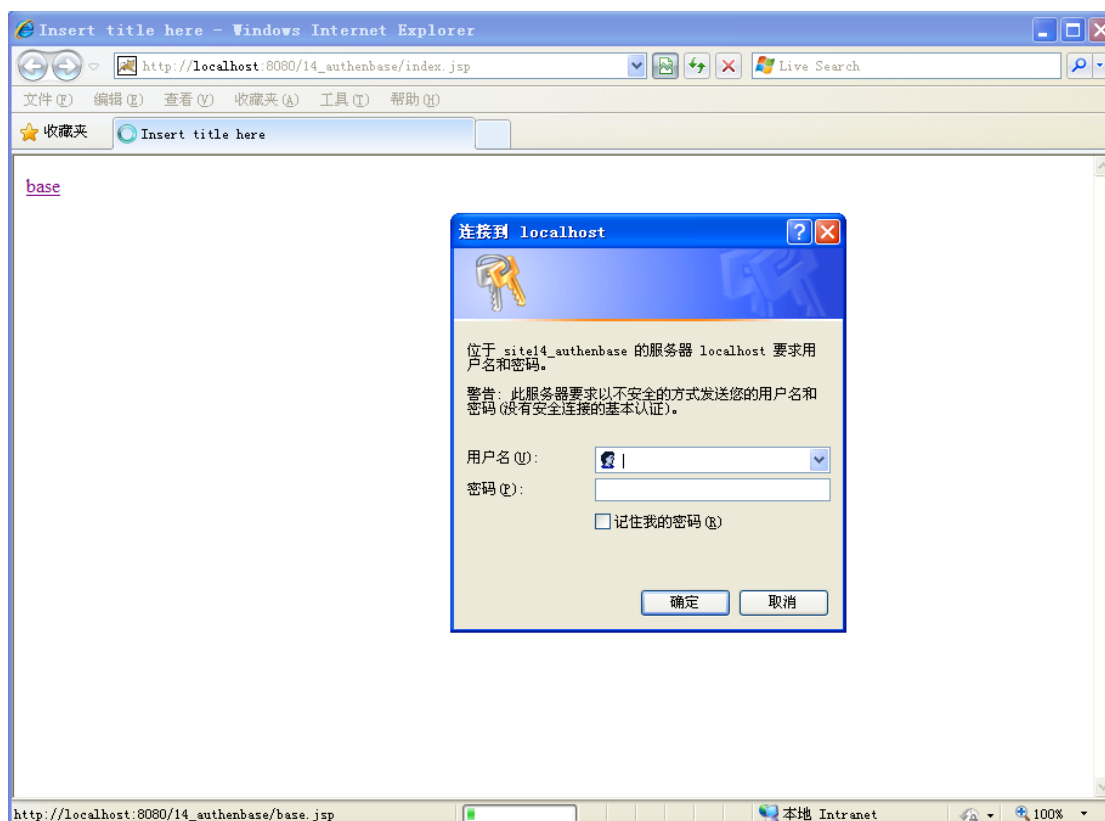 Insert title here - Windows Internet Explorer
http://localhost:8080/14_authenbase/index.jsp
Live Search
文件(F) 编辑(E) 查看(V) 收藏夹(A) 工具(T) 帮助(H)
收藏夹
Insert title here
base
连接到 localhost
位于 site14_authenbase 的服务器 localhost 要求用
户名和密码。
警告: 此服务器要求以不安全的方式发送您的用户名和
密码(没有安全连接的基本认证)。
用户名(U):
密码(P):
记住我的密码(R)
确定 取消
http://localhost:8080/14_authenbase/base.jsp 本地 Intranet 100%